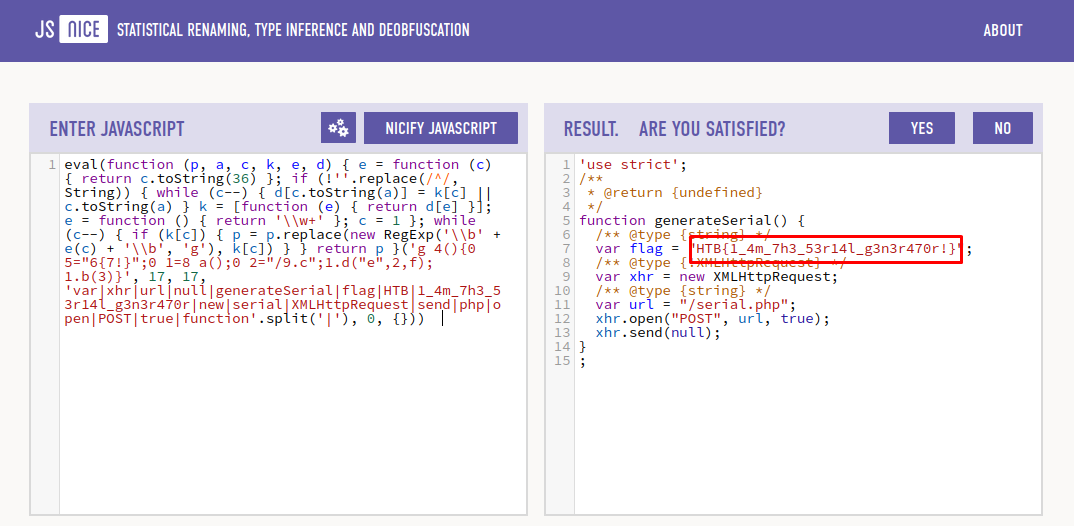 JS NICE STATISTICAL RENAMING, TYPE INFERENCE AND DEOBFUSCATION
ABOUT
ENTER JAVASCRIPT
NICIFY JAVASCRIPT
1 eval(function (p, a, c, k, e, d) { e = function (c)
{ return c.toString(36) }; if (!''.replace(/^/,
String)) { while (c--) { d[c.toString(a)] = k[c] ||
c.toString(a) } k = [function (e) { return d[e] }];
e = function () { return '\\w+' }; c = 1 }; while
(c--) { if (k[c]) { p = p.replace(new RegExp('\\b' +
e(c) + '\\b', 'g'), k[c]) } } return p }('g 4(){0
5="6{7!}";0 1=8 a();0 2="/9.c";1.d("e",2,f);
1.b(3)}', 17, 17,
'var|xhr|url|null|generateSerial|flag|HTB|1_4m_7h3_5
3r14l_g3n3r470r|new|serial|XMLHttpRequest|send|php|o
pen|POST|true|function'.split('|'), 0, {}))
RESULT. ARE YOU SATISFIED?
YES
NO
1 'use strict';
2 /**
3  * @return {undefined}
4  */
5 function generateSerial() {
6   /** @type {string} */
7   var flag = "HTB{1_4m_7h3_53r14l_g3n3r470r!}";
8   /** @type {!XMLHttpRequest} */
9   var xhr = new XMLHttpRequest;
10   /** @type {string} */
11   var url = "/serial.php";
12   xhr.open("POST", url, true);
13   xhr.send(null);
14 }
15 ;